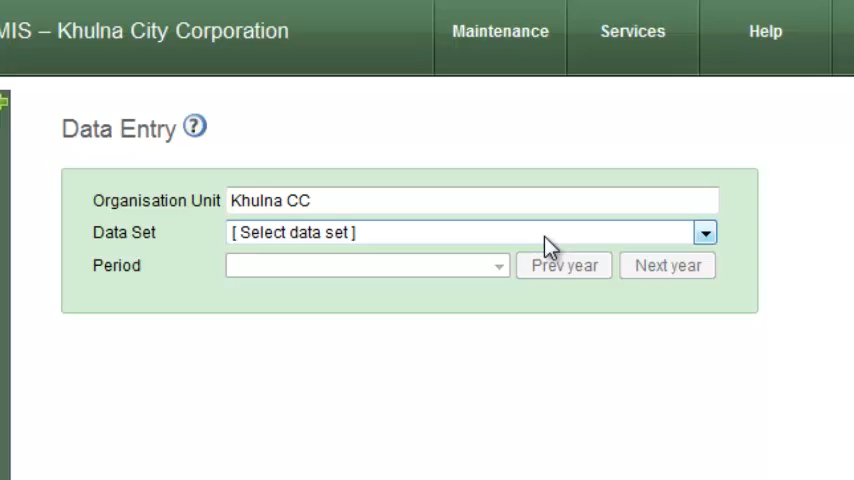 MIS – Khulna City Corporation
Maintenance
Services
Help
Data Entry ?
Organisation Unit Khulna CC
Data Set [ Select data set ]
Period Prev year Next year